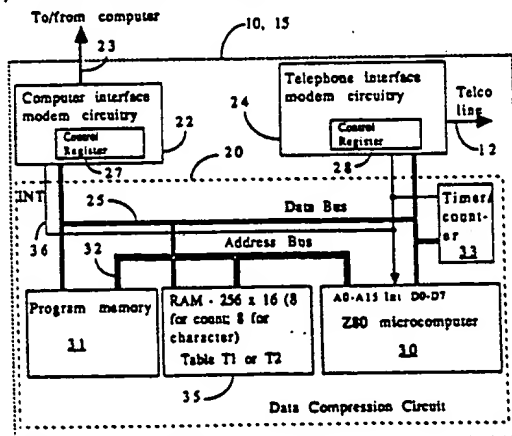 To/from computer
23
10, 15
Computer interface
modem circuitry
Control
Register
27
22
Telephone interface
modem circuitry
Control
Register
28
24
Telco
line
12
20
INT
25
Data Bus
36
32
Address Bus
Timer/
count-
er
33
Program memory
31
RAM - 256 x 16 (8
for count; 8 for
character)
Table T1 or T2
35
A0-A15 Int D0-D7
Z80 microcomputer
30
Data Compression Circuit